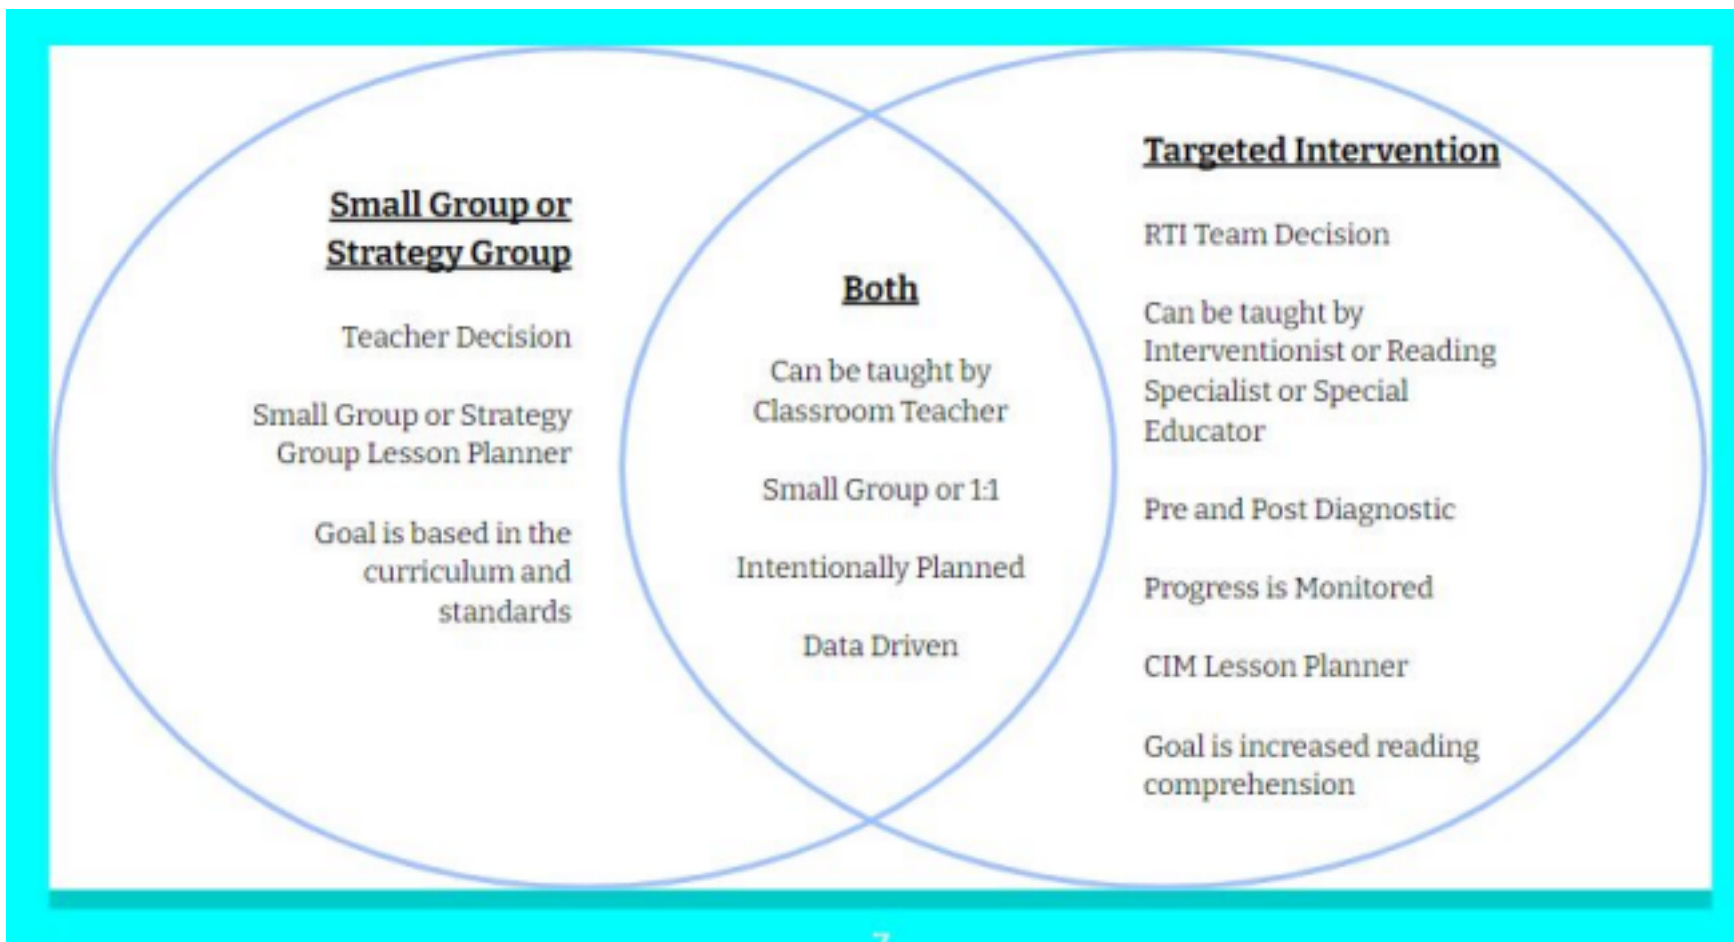 Small Group or
Strategy Group
Teacher Decision
Small Group or Strategy
Group Lesson Planner
Goal is based in the
curriculum and
standards
Both
Can be taught by
Classroom Teacher
Small Group or 1:1
Intentionally Planned
Data Driven
Targeted Intervention
RTI Team Decision
Can be taught by
Interventionist or Reading
Specialist or Special
Educator
Pre and Post Diagnostic
Progress is Monitored
CIM Lesson Planner
Goal is increased reading
comprehension